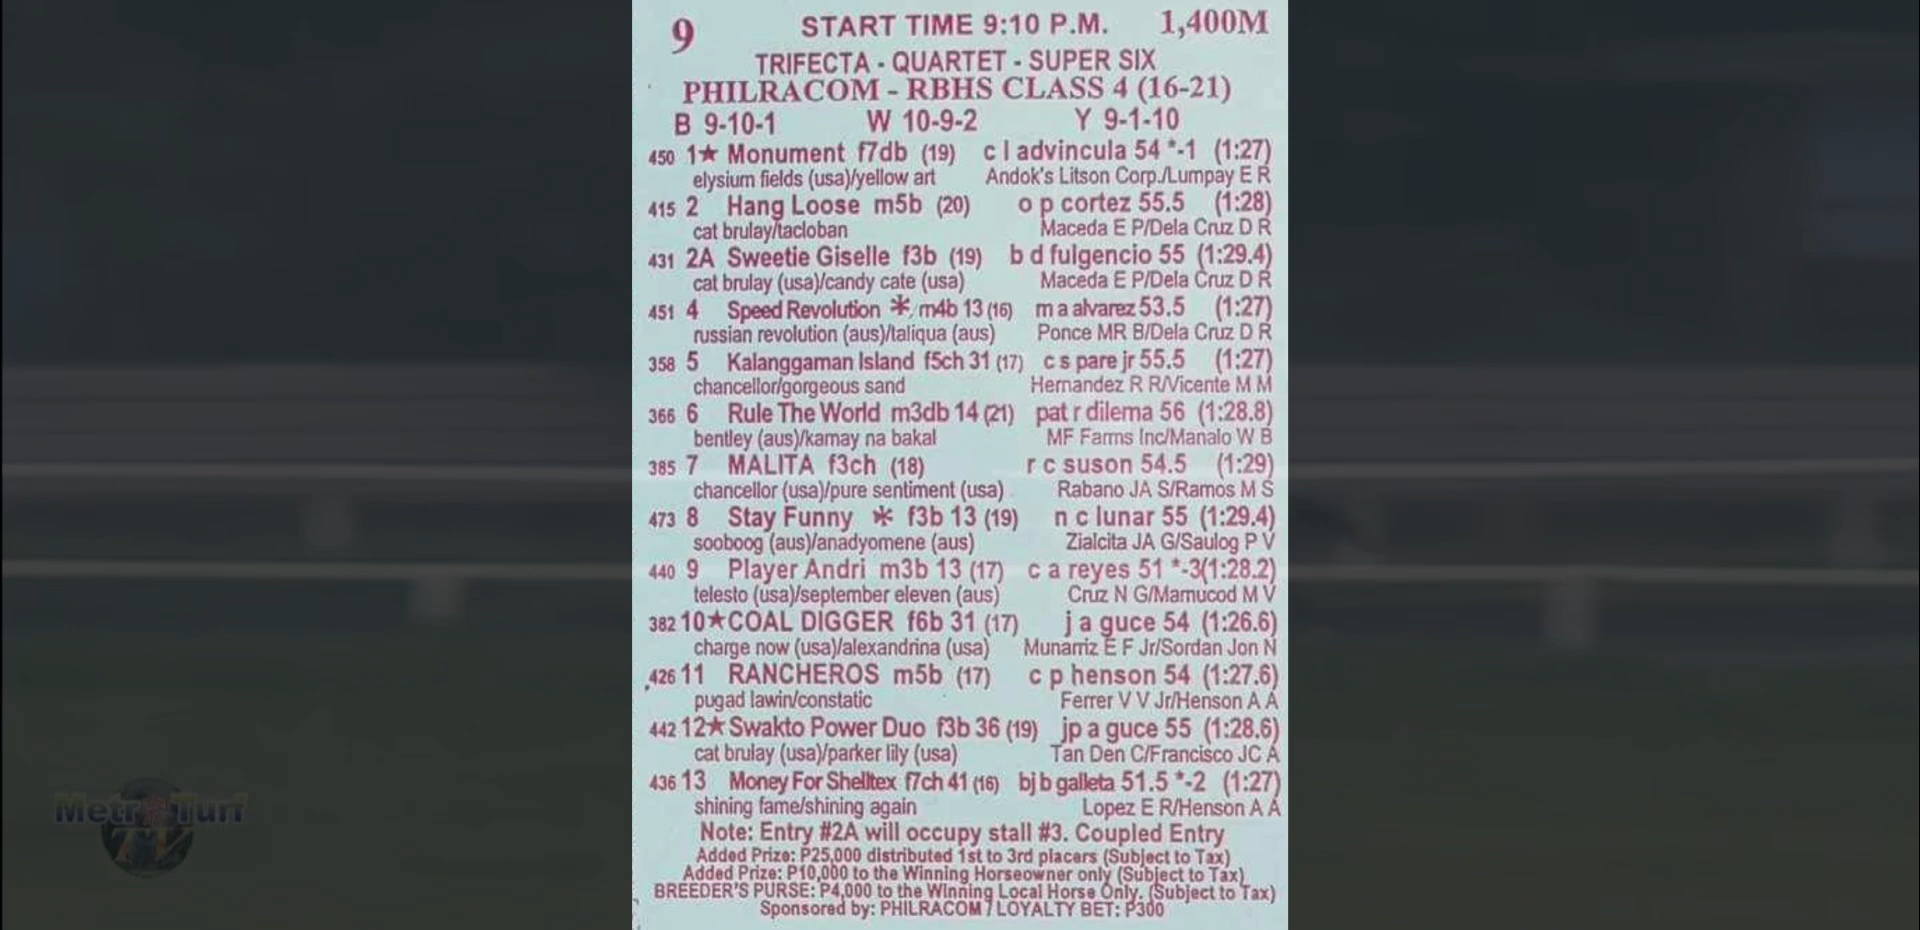 9 START TIME 9:10 P.M. 1,400M
TRIFECTA - QUARTET - SUPER SIX
PHILRACOM - RBHS CLASS 4 (16-21)
B 9-10-1 W 10-9-2 Y 9-1-10
450 1★ Monument f7db (19) c l advincula 54 *-1 (1:27)
elysium fields (usa)/yellow art Andok's Litson Corp./Lumpay E R
415 2 Hang Loose m5b (20) o p cortez 55.5 (1:28)
cat brulay/tacloban Maceda E P/Dela Cruz D R
431 2A Sweetie Giselle f3b (19) b d fulgencio 55 (1:29.4)
cat brulay (usa)/candy cate (usa) Maceda E P/Dela Cruz D R
451 4 Speed Revolution * m4b 13 (16) m a alvarez 53.5 (1:27)
russian revolution (aus)/taliqua (aus) Ponce MR B/Dela Cruz D R
358 5 Kalanggaman Island f5ch 31 (17) c s pare jr 55.5 (1:27)
chancellor/gorgeous sand Hernandez R R/Vicente M M
366 6 Rule The World m3db 14 (21) pat r dilema 56 (1:28.8)
bentley (aus)/kamay na bakal MF Farms Inc/Manalo W B
385 7 MALITA f3ch (18) r c suson 54.5 (1:29)
chancellor (usa)/pure sentiment (usa) Rabano JA S/Ramos M S
473 8 Stay Funny * f3b 13 (19) n c lunar 55 (1:29.4)
sooboog (aus)/anadyomene (aus) Zialcita JA G/Saulog P V
440 9 Player Andri m3b 13 (17) c a reyes 51 *-3(1:28.2)
telesto (usa)/september eleven (aus) Cruz N G/Mamucod M V
382 10★COAL DIGGER f6b 31 (17) j a guce 54 (1:26.6)
charge now (usa)/alexandrina (usa) Munarriz E F Jr/Sordan Jon N
426 11 RANCHEROS m5b (17) c p henson 54 (1:27.6)
pugad lawin/constatic Ferrer V V Jr/Henson A A
442 12★Swakto Power Duo f3b 36 (19) jp a guce 55 (1:28.6)
cat brulay (usa)/parker lily (usa) Tan Den C/Francisco JC A
436 13 Money For Shelltex f7ch 41 (16) bj b galleta 51.5 *-2 (1:27)
shining fame/shining again Lopez E R/Henson A A
Note: Entry #2A will occupy stall #3. Coupled Entry
Added Prize: P25,000 distributed 1st to 3rd placers (Subject to Tax)
Added Prize: P10,000 to the Winning Horseowner only (Subject to Tax)
BREEDER'S PURSE: P4,000 to the Winning Local Horse Only. (Subject to Tax)
Sponsored by: PHILRACOM / LOYALTY BET: P300
MetroTurf
TV